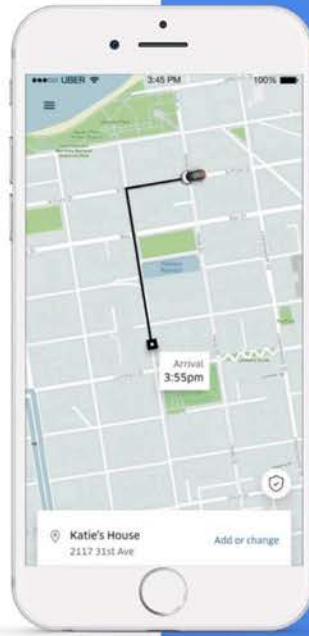 UBER
3:45 PM
100%
Arrival
3:55pm
Katie's House
2117 31st Ave
Add or change